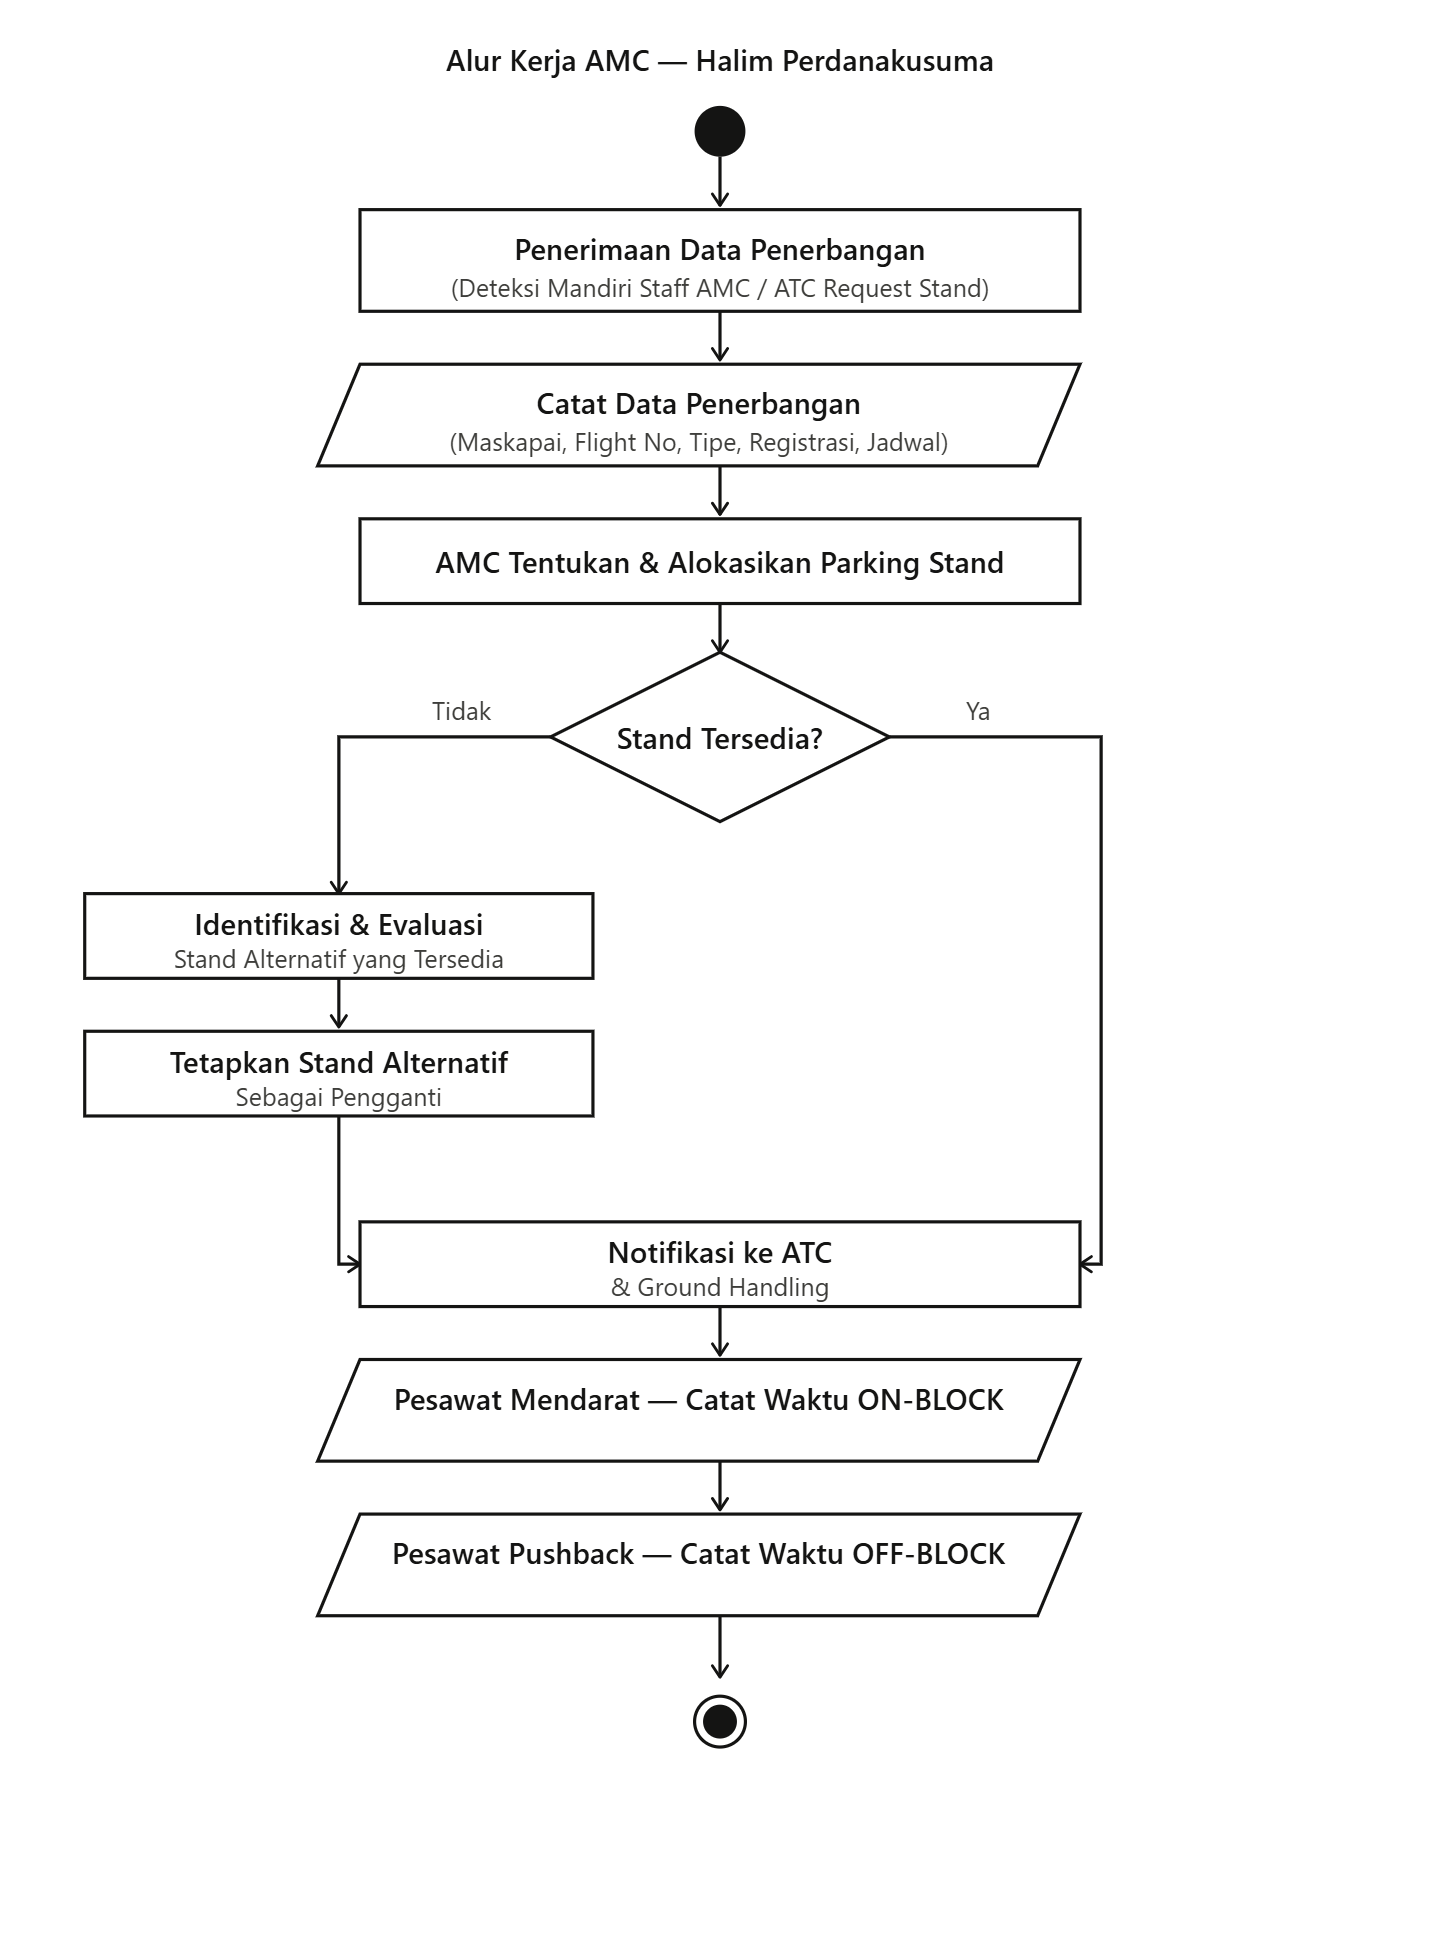 Alur Kerja AMC — Halim Perdanakusuma
Penerimaan Data Penerbangan
(Deteksi Mandiri Staff AMC / ATC Request Stand)
Catat Data Penerbangan
(Maskapai, Flight No, Tipe, Registrasi, Jadwal)
AMC Tentukan & Alokasikan Parking Stand
Tidak
Ya
Stand Tersedia?
Identifikasi & Evaluasi
Stand Alternatif yang Tersedia
Tetapkan Stand Alternatif
Sebagai Pengganti
Notifikasi ke ATC
& Ground Handling
Pesawat Mendarat — Catat Waktu ON-BLOCK
Pesawat Pushback — Catat Waktu OFF-BLOCK